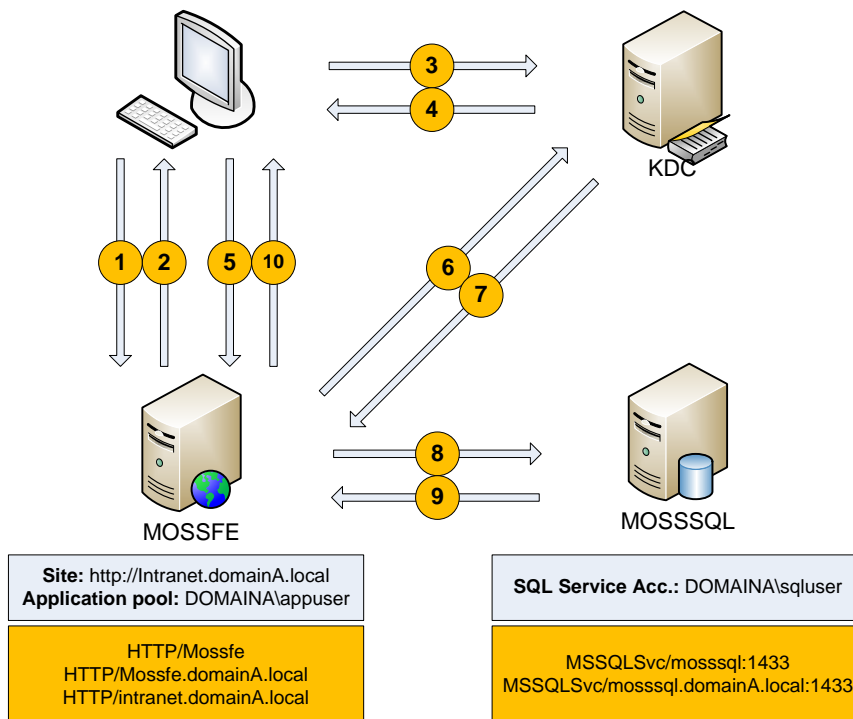 3
4
KDC
1
2
5
10
6
7
8
9
MOSSFE
MOSSSQL
Site: http://Intranet.domainA.local
Application pool: DOMAINA\appuser
SQL Service Acc.: DOMAINA\sqluser
HTTP/Mossfe
HTTP/Mossfe.domainA.local
HTTP/intranet.domainA.local
MSSQLSvc/mosssql:1433
MSSQLSvc/mosssql.domainA.local:1433